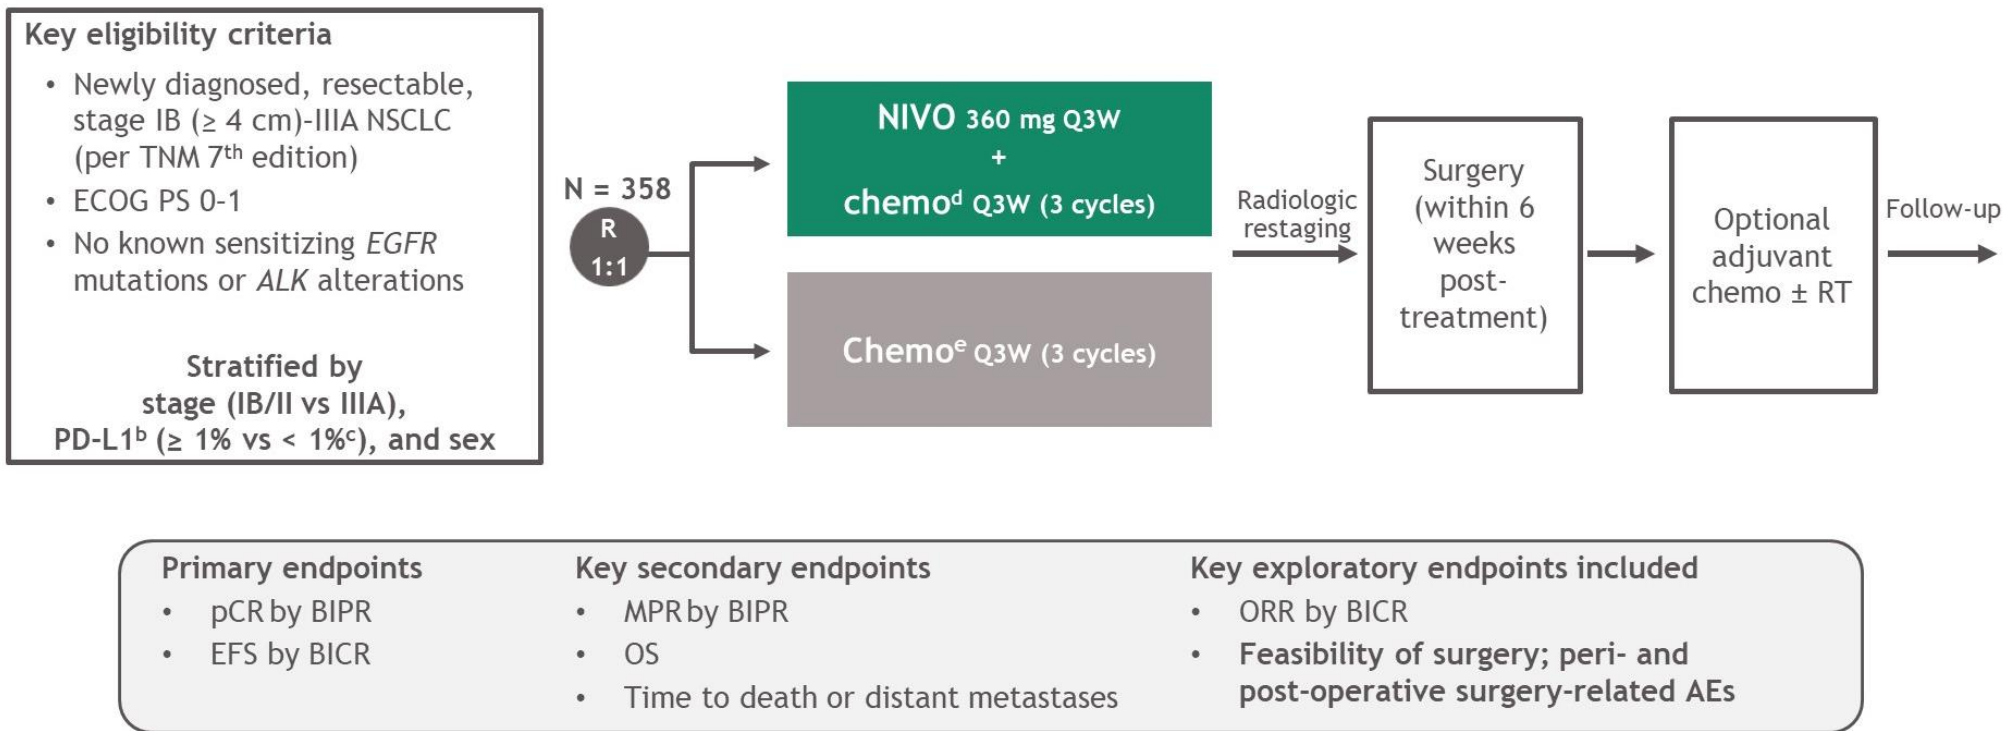 Key eligibility criteria
• Newly diagnosed, resectable,
stage IB (≥ 4 cm)-IIIA NSCLC
(per TNM 7th edition)
• ECOG PS 0-1
• No known sensitizing EGFR
mutations or ALK alterations
Stratified by
stage (IB/II vs IIIA),
PD-L1b (≥ 1% vs < 1%c), and sex
N = 358
R
1:1
NIVO 360 mg Q3W
+
chemod Q3W (3 cycles)
Chemoe Q3W (3 cycles)
Radiologic
restaging
Surgery
(within 6
weeks
post-
treatment)
Optional
adjuvant
chemo ± RT
Follow-up
Primary endpoints
• pCR by BIPR
• EFS by BICR
Key secondary endpoints
• MPR by BIPR
• OS
• Time to death or distant metastases
Key exploratory endpoints included
• ORR by BICR
• Feasibility of surgery; peri- and
post-operative surgery-related AEs